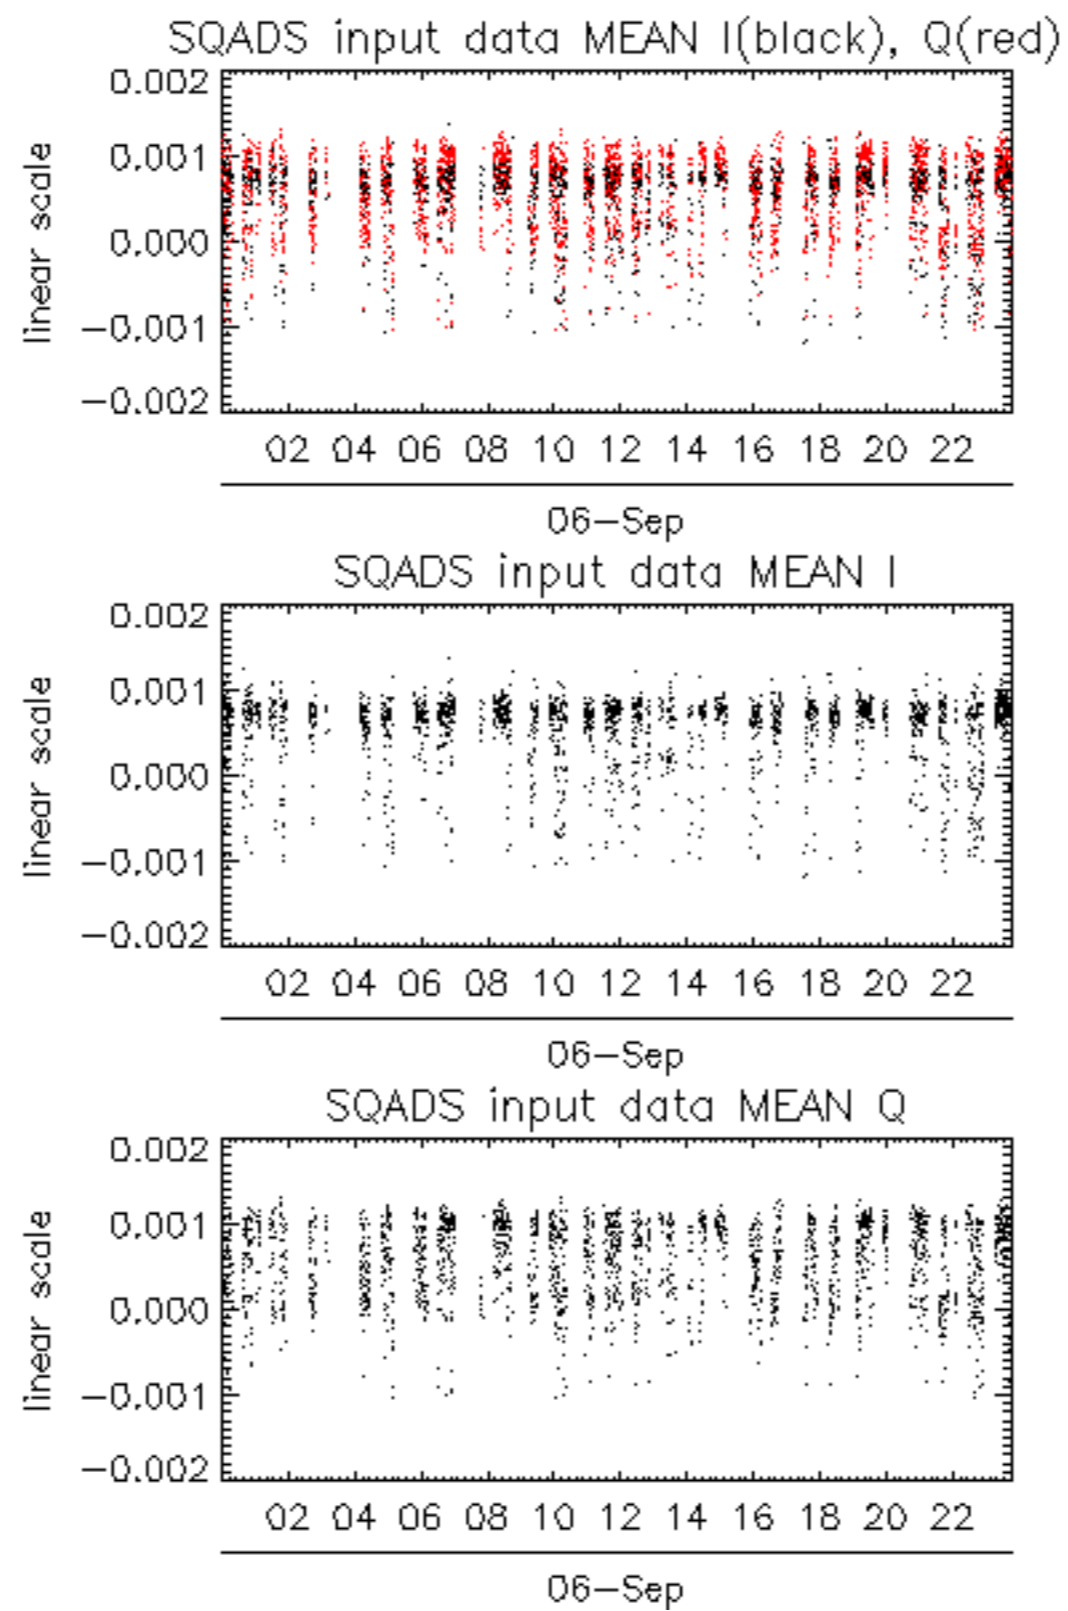 SQADS input data MEAN I(black), Q(red)
linear scale
0.002
0.001
0.000
−0.001
−0.002
02 04 06 08 10 12 14 16 18 20 22
06−Sep
SQADS input data MEAN I
linear scale
0.002
0.001
0.000
−0.001
−0.002
02 04 06 08 10 12 14 16 18 20 22
06−Sep
SQADS input data MEAN Q
linear scale
0.002
0.001
0.000
−0.001
−0.002
02 04 06 08 10 12 14 16 18 20 22
06−Sep